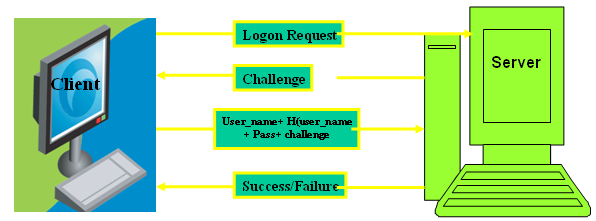 Logon Request
Client
Server
Challenge
User_name+ H(user_name
+ Pass+ challenge
Success/Failure